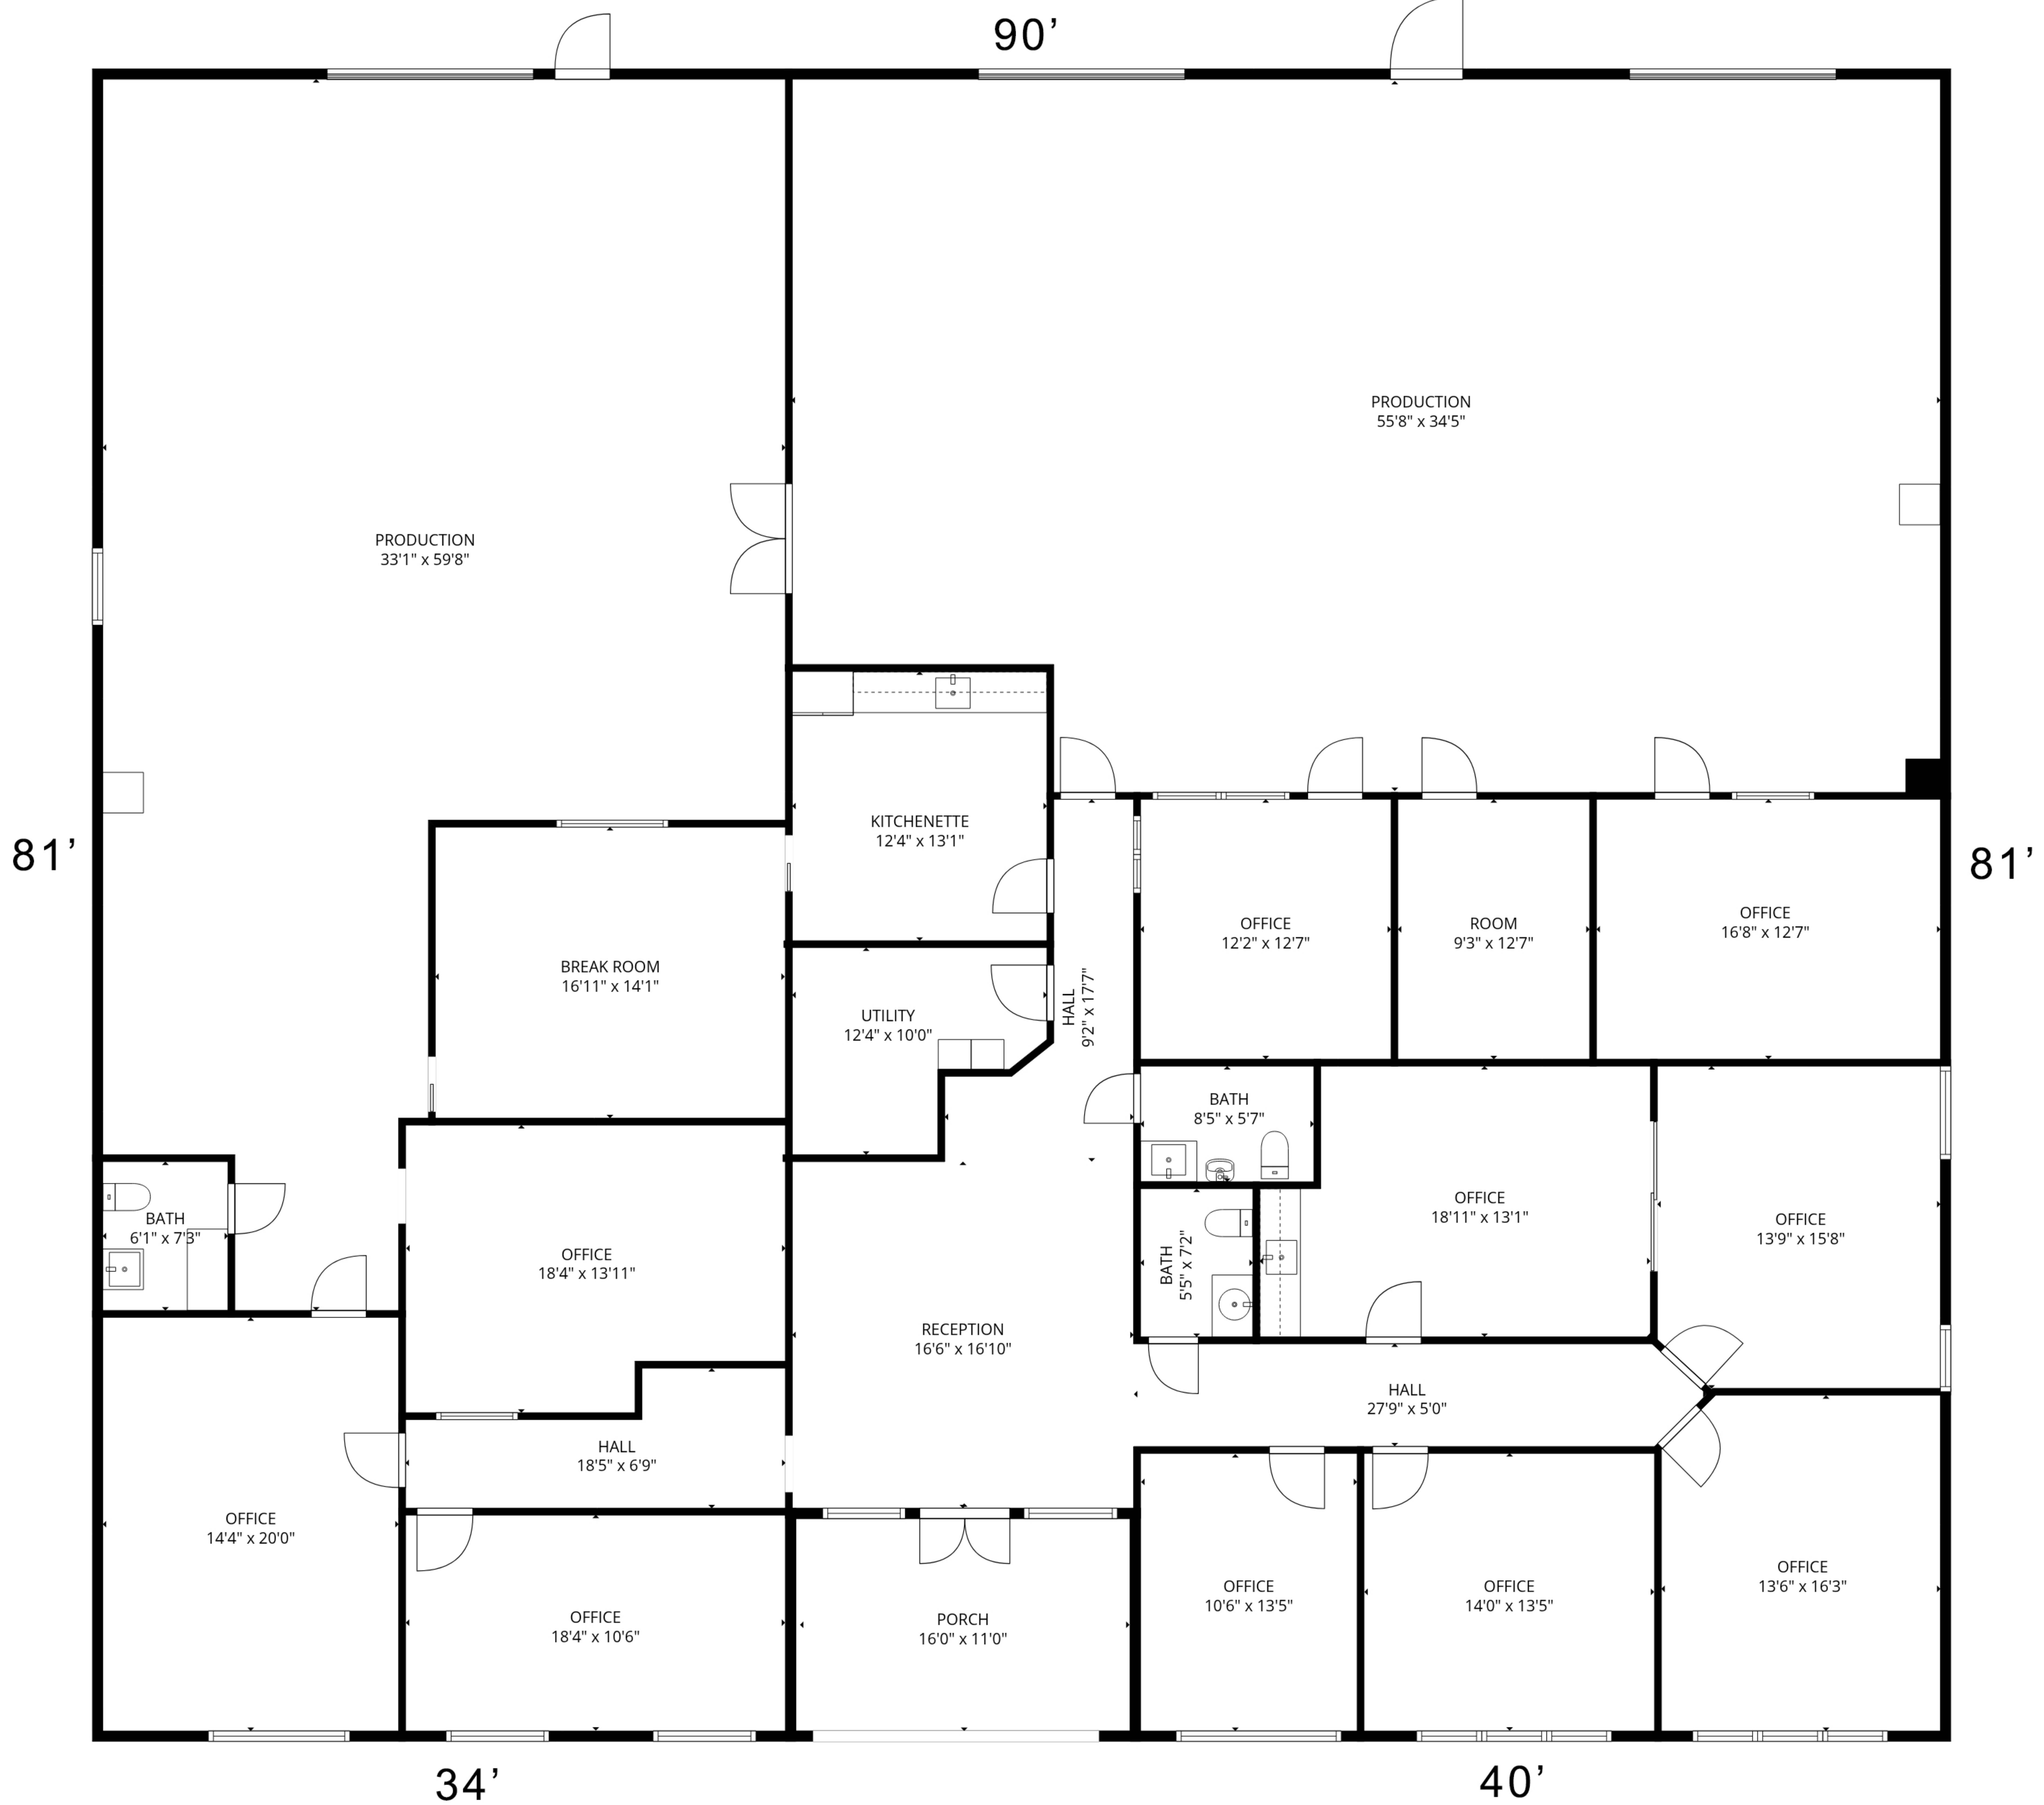 90’
PRODUCTION
55'8" x 34'5"
PRODUCTION
33'1" x 59'8"
81’
81’
KITCHENETTE
12'4" x 13'1"
OFFICE
12'2" x 12'7"
ROOM
9'3" x 12'7"
OFFICE
16'8" x 12'7"
BREAK ROOM
16'11" x 14'1"
UTILITY
12'4" x 10'0"
HALL
9'2" x 17'7"
BATH
8'5" x 5'7"
BATH
6'1" x 7'3"
OFFICE
18'4" x 13'11"
BATH
5'5" x 7'2"
OFFICE
18'11" x 13'1"
OFFICE
13'9" x 15'8"
RECEPTION
16'6" x 16'10"
HALL
27'9" x 5'0"
HALL
18'5" x 6'9"
OFFICE
14'4" x 20'0"
OFFICE
18'4" x 10'6"
PORCH
16'0" x 11'0"
OFFICE
10'6" x 13'5"
OFFICE
14'0" x 13'5"
OFFICE
13'6" x 16'3"
34’
40’